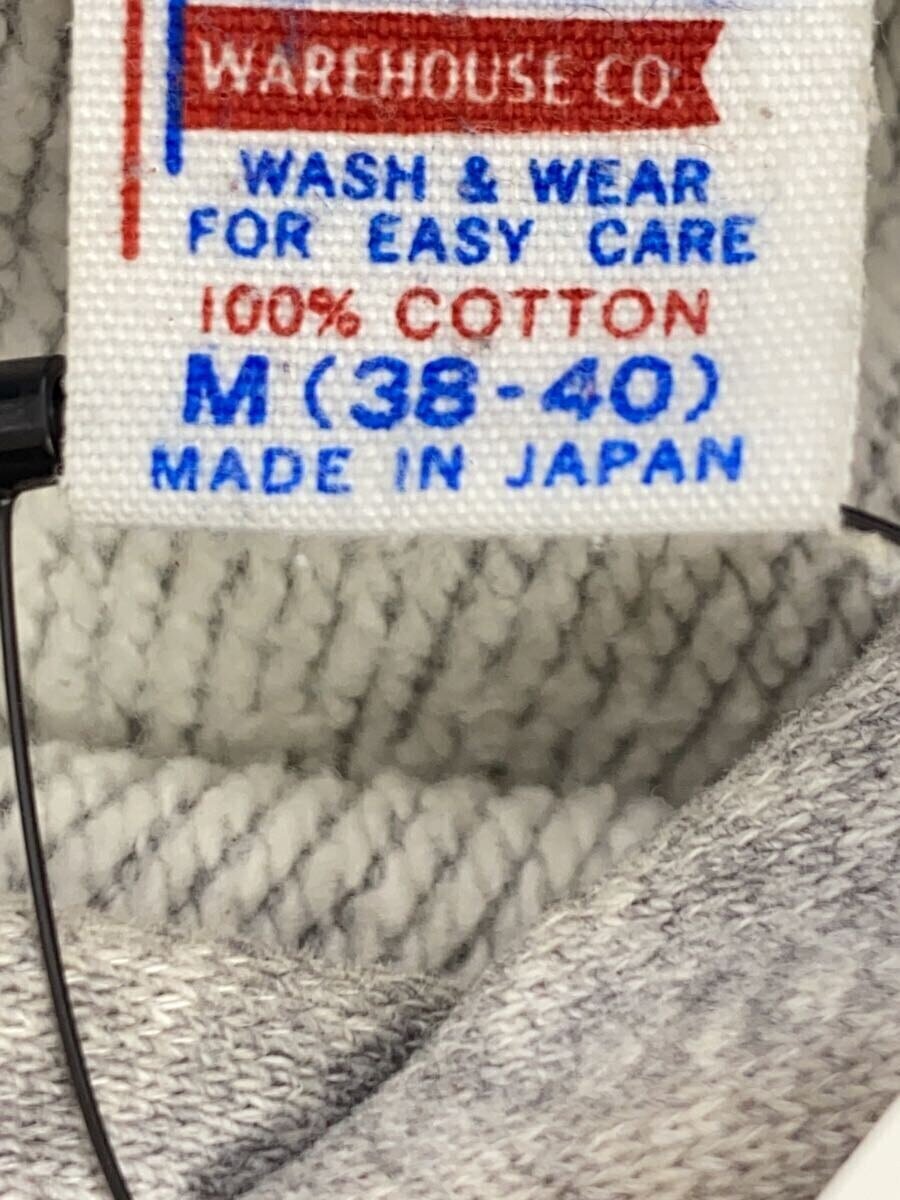 WAREHOUSE CO.
WASH & WEAR
FOR EASY CARE
100% COTTON
M (38-40)
MADE IN JAPAN